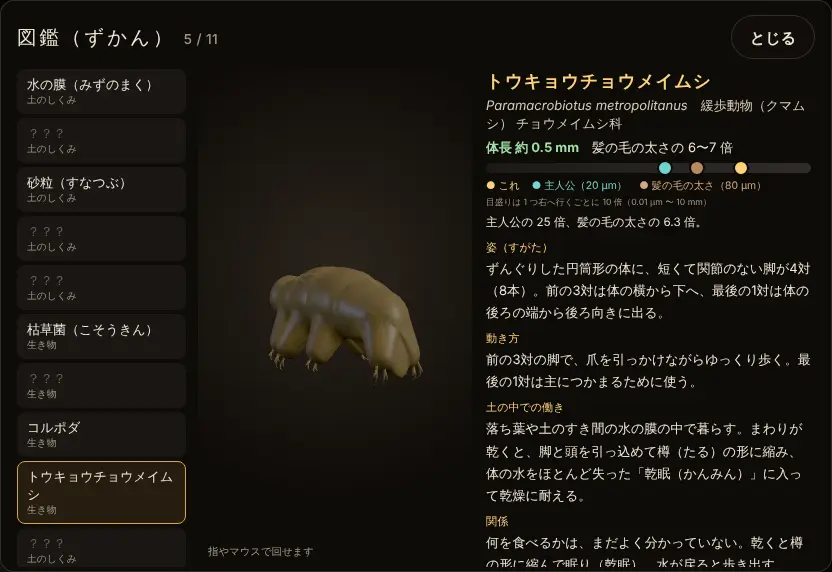 図鑑（ずかん） 5 / 11
とじる
水の膜（みずのまく）
土のしくみ
？？？
土のしくみ
砂粒（すなつぶ）
土のしくみ
？？？
土のしくみ
？？？
土のしくみ
枯草菌（こそうきん）
生き物
？？？
生き物
コルポダ
生き物
トウキョウチョウメイム
シ
生き物
？？？
土のしくみ
指やマウスで回せます
トウキョウチョウメイムシ
Paramacrobiotus metropolitanus 緩歩動物（クマム
シ） チョウメイムシ科
体長 約 0.5 mm 髪の毛の太さの 6〜7 倍
これ 主人公（20 µm） 髪の毛の太さ（80 µm）
目盛りは 1 つ右へ行くごとに 10 倍（0.01 µm 〜 10 mm）
主人公の 25 倍、髪の毛の太さの 6.3 倍。
姿（すがた）
ずんぐりした円筒形の体に、短くて関節のない脚が4対
（8本）。前の3対は体の横から下へ、最後の1対は体の
後ろの端から後ろ向きに出る。
動き方
前の3対の脚で、爪を引っかけながらゆっくり歩く。最
後の1対は主につかまるために使う。
土の中での働き
落ち葉や土のすき間の水の膜の中で暮らす。まわりが
乾くと、脚と頭を引っ込めて樽（たる）の形に縮み、
体の水をほとんど失った「乾眠（かんみん）」に入っ
て乾燥に耐える。
関係
何を食べるかは、まだよく分かっていない。乾くと樽
の形に縮んで眠り（乾眠）、水が戻ると歩き出す。